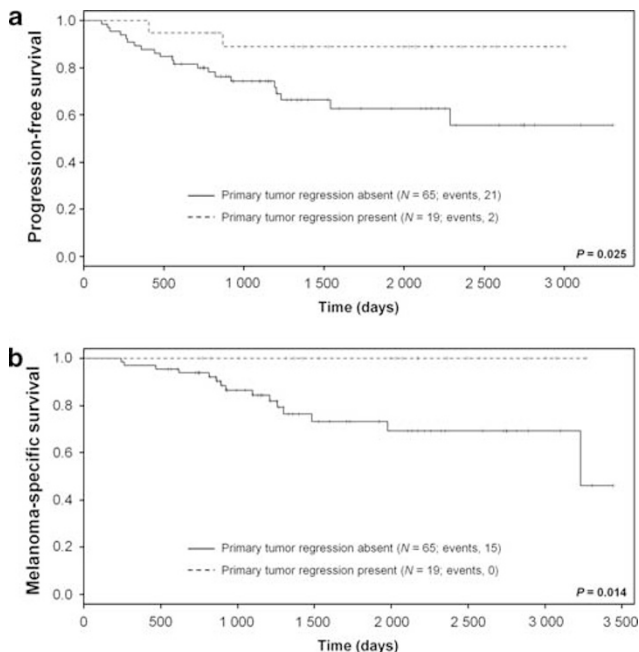 a
Progression-free survival
1.0
0.8
0.6
0.4
0.2
0.0
Primary tumor regression absent (N = 65; events, 21)
Primary tumor regression present (N = 19; events, 2)
P = 0.025
0 500 1 000 1 500 2 000 2 500 3 000
Time (days)
b
Melanoma-specific survival
1.0
0.8
0.6
0.4
0.2
0.0
Primary tumor regression absent (N = 65; events, 15)
Primary tumor regression present (N = 19; events, 0)
P = 0.014
0 500 1 000 1 500 2 000 2 500 3 000 3 500
Time (days)